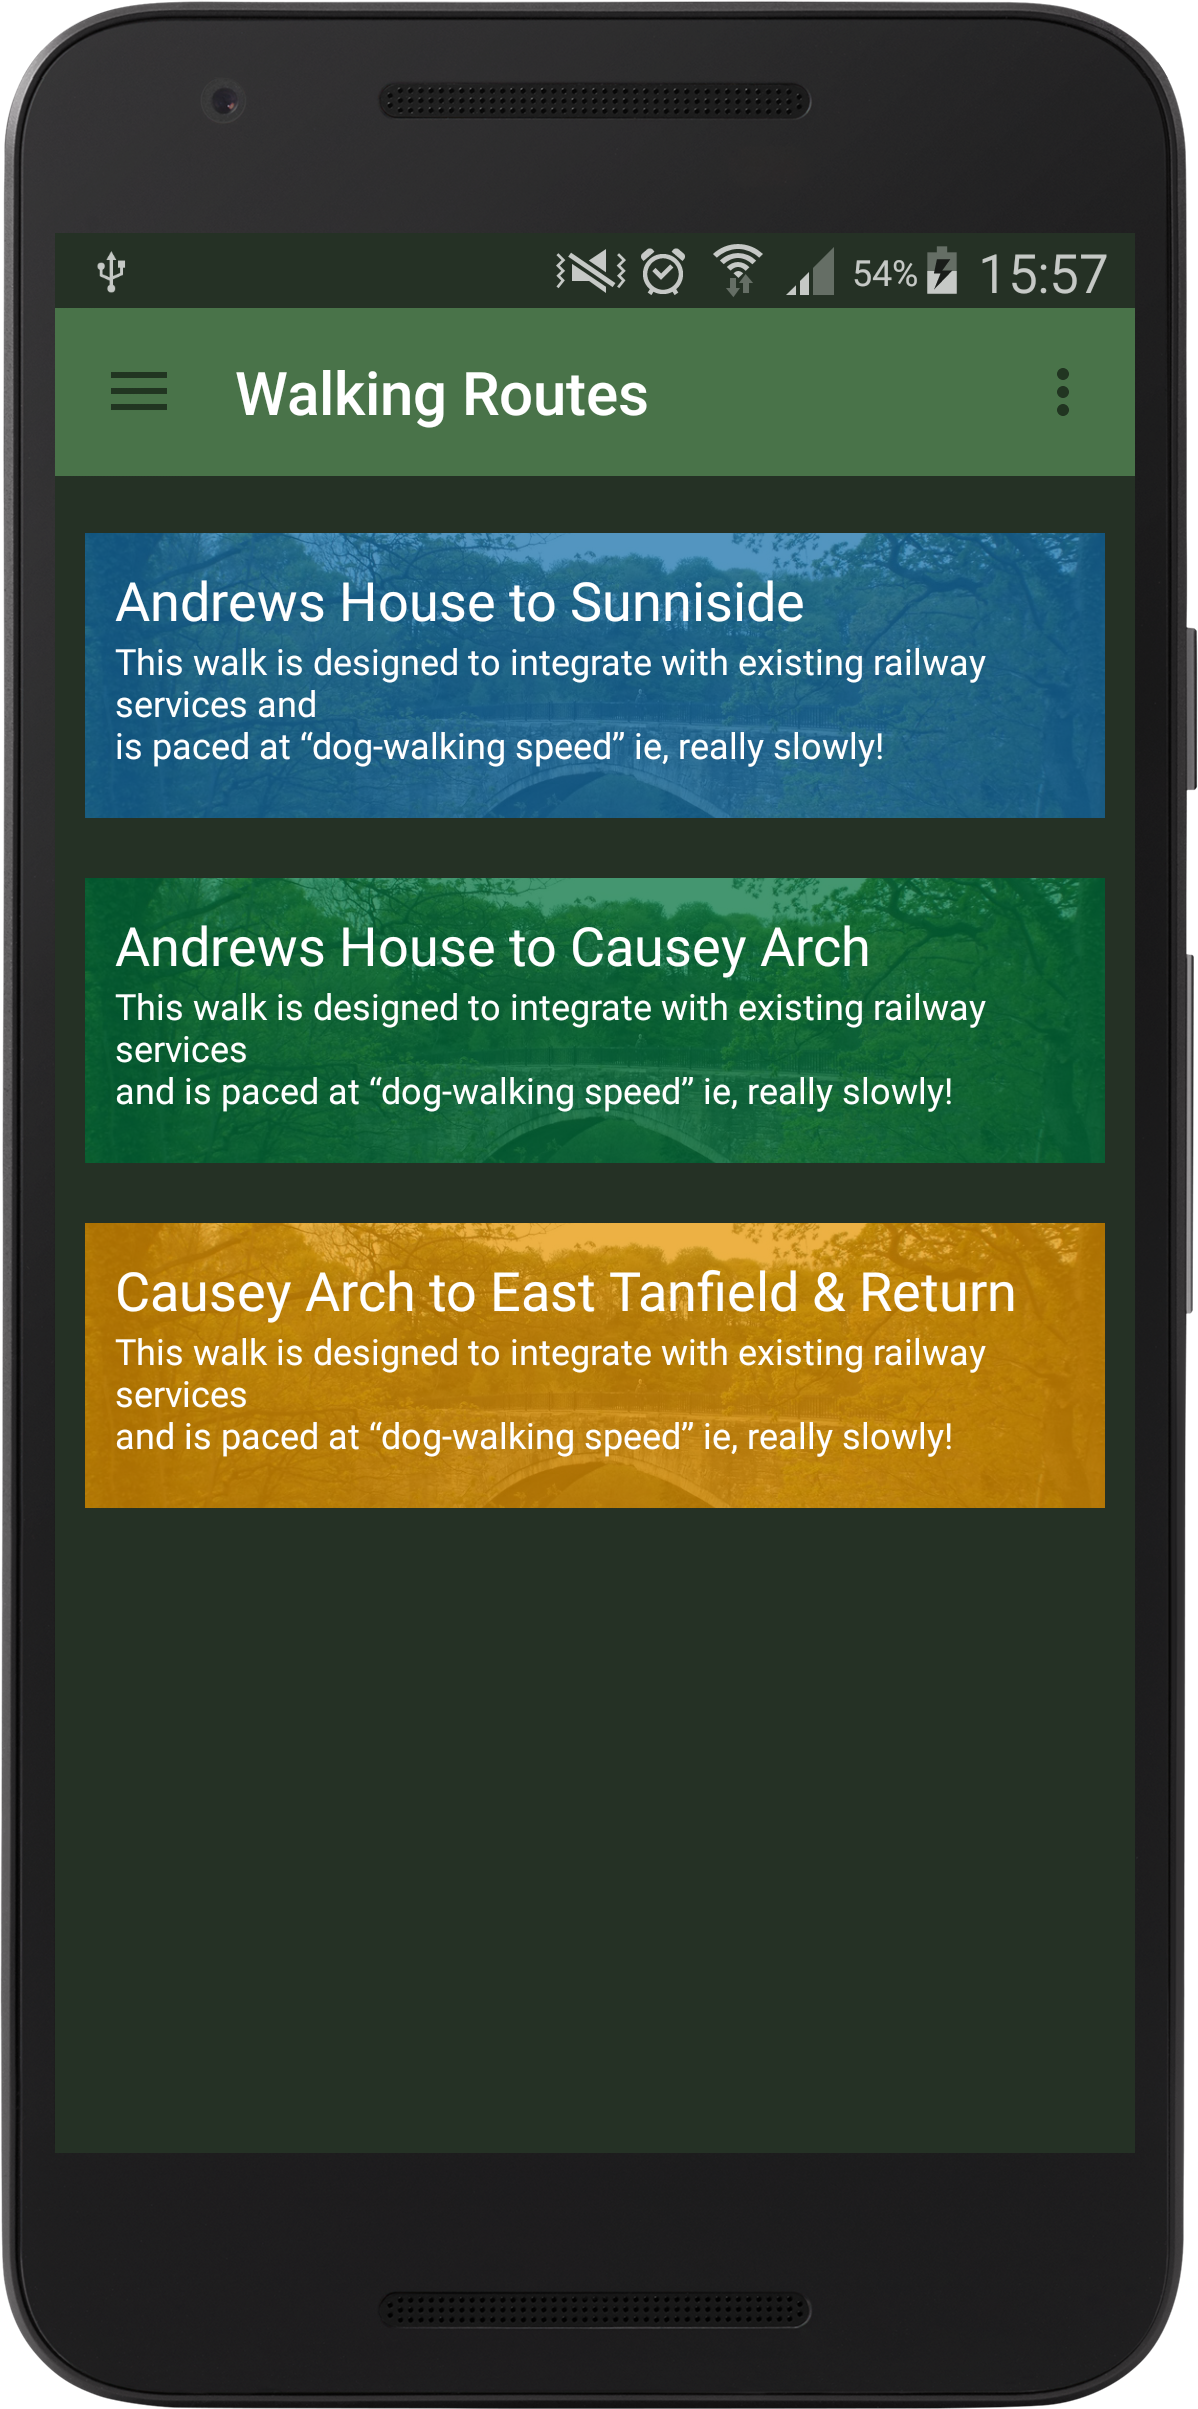 54% 15:57
Walking Routes
Andrews House to Sunniside
This walk is designed to integrate with existing railway
services and
is paced at “dog-walking speed” ie, really slowly!
Andrews House to Causey Arch
This walk is designed to integrate with existing railway
services
and is paced at “dog-walking speed” ie, really slowly!
Causey Arch to East Tanfield & Return
This walk is designed to integrate with existing railway
services
and is paced at “dog-walking speed” ie, really slowly!